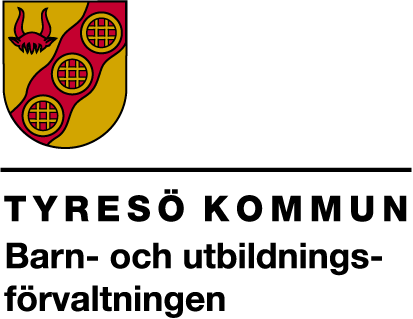 TYRESÖ KOMMUN
Barn- och utbildnings-
förvaltningen